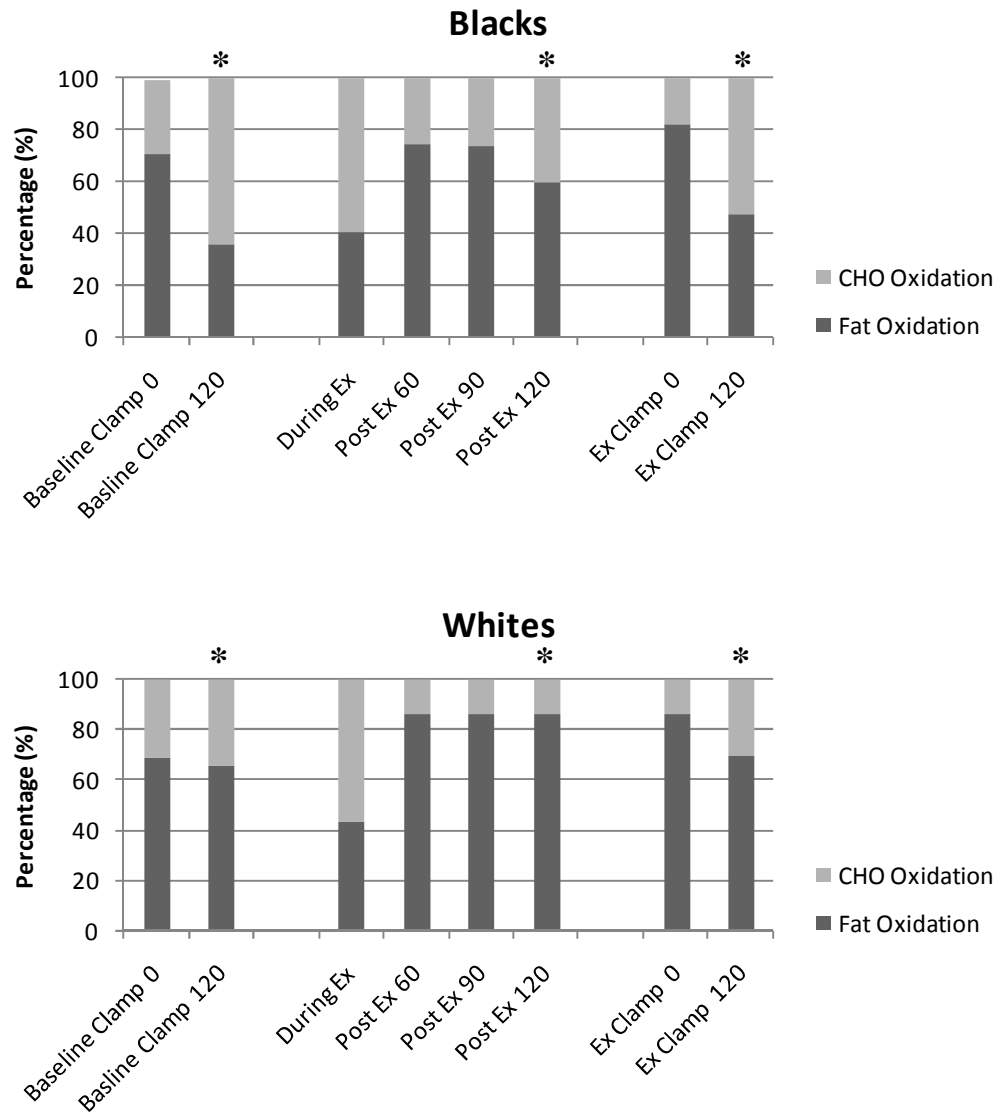 Blacks
* * *
100
80
60
40
20
0
Percentage (%)
Baseline Clamp 0
Basline Clamp 120
During Ex
Post Ex 60
Post Ex 90
Post Ex 120
Ex Clamp 0
Ex Clamp 120
CHO Oxidation
Fat Oxidation
Whites
* * *
100
80
60
40
20
0
Percentage (%)
Baseline Clamp 0
Basline Clamp 120
During Ex
Post Ex 60
Post Ex 90
Post Ex 120
Ex Clamp 0
Ex Clamp 120
CHO Oxidation
Fat Oxidation